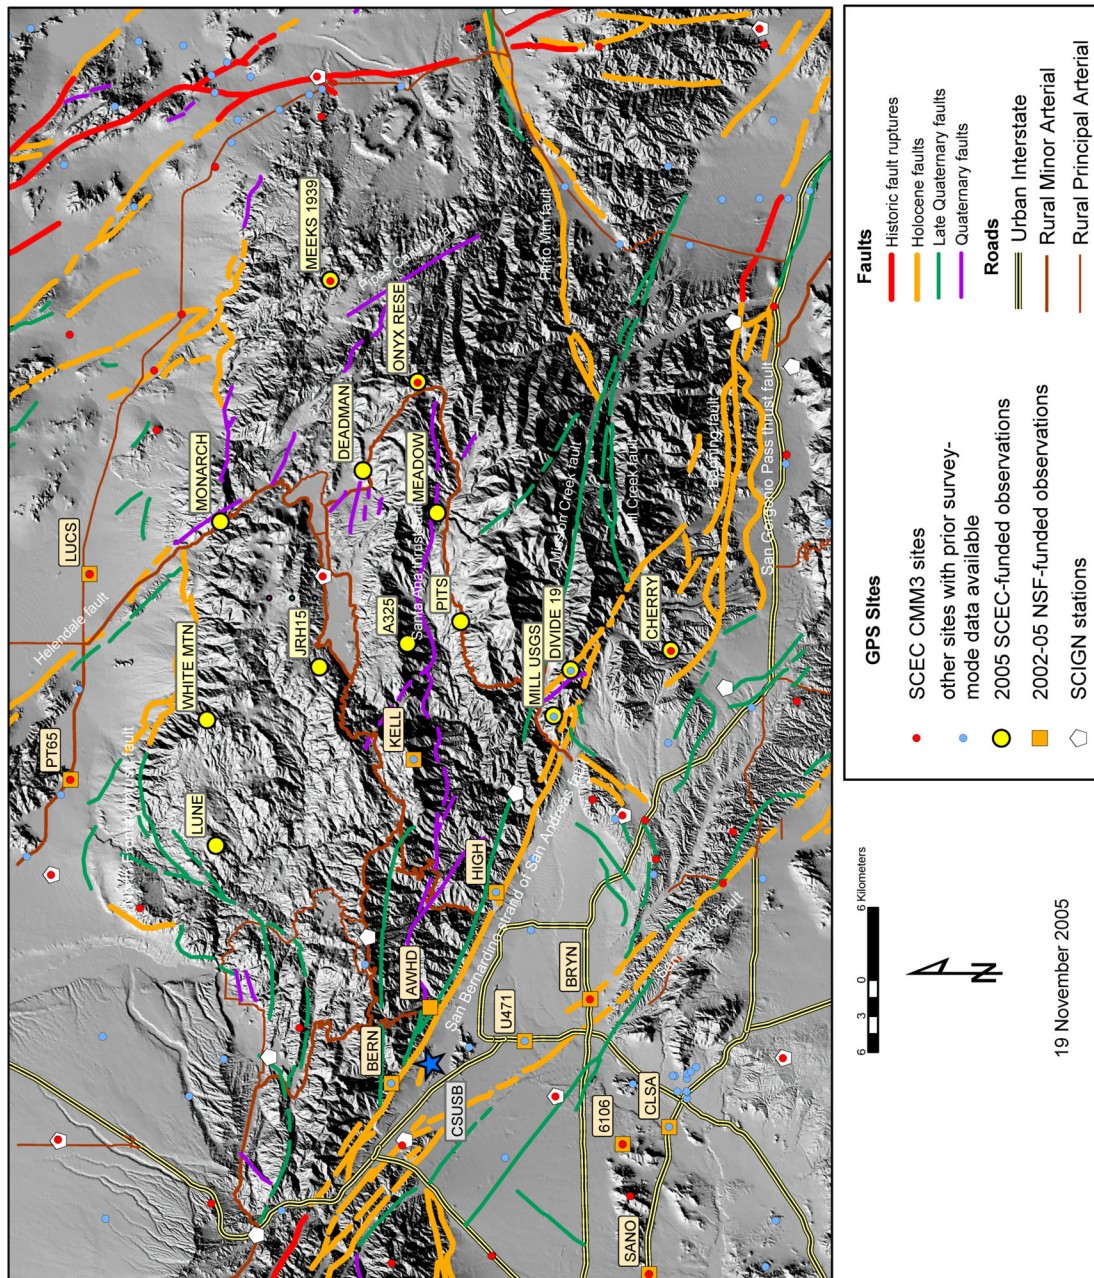 Helendale fault
PT65
LUCS
WHITE MTN
MONARCH
LUNE
JRH15
DEADMAN
MEEKS 1939
ONYX RESE
Pinto Mtn fault
KELL
A325
Santa Ana thrust
MEADOW
PITS
Mission Creek fault
Mill Creek fault
HIGH
AWHD
BERN
CSUSB
San Bernardino strand of San Andreas fault
MILL USGS
DIVIDE 19
CHERRY
Banning fault
San Gorgonio Pass thrust fault
U471
BRYN
6106
CLSA
SANO
GPS Sites
SCEC CMM3 sites
other sites with prior survey-
mode data available
2005 SCEC-funded observations
2002-05 NSF-funded observations
SCIGN stations
Faults
Historic fault ruptures
Holocene faults
Late Quaternary faults
Quaternary faults
Roads
Urban Interstate
Rural Minor Arterial
Rural Principal Arterial
6 3 0 6 Kilometers
N
19 November 2005